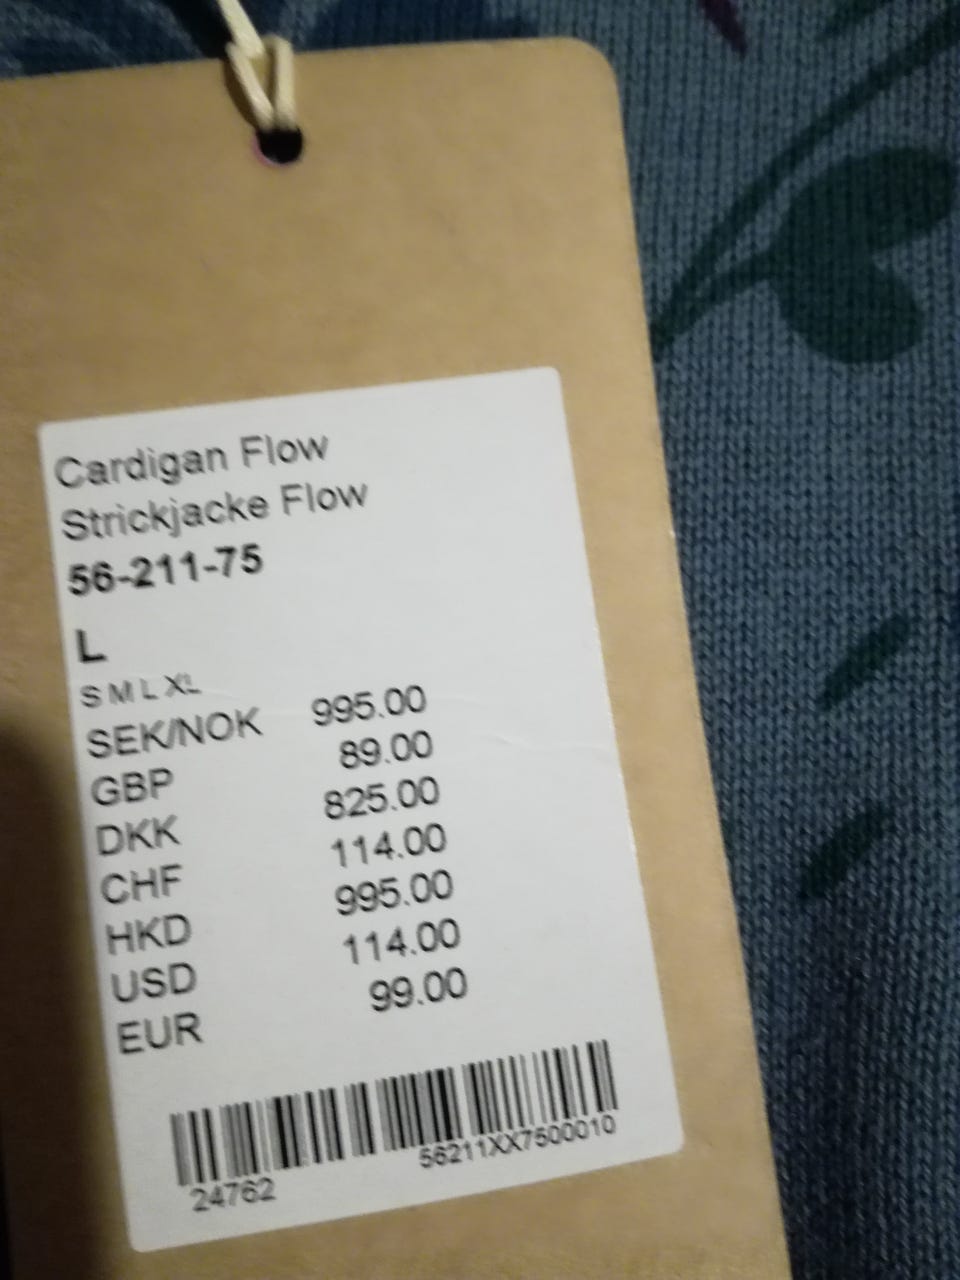 Cardigan Flow
Strickjacke Flow
56-211-75
L
S M L XL
SEK/NOK 995.00
GBP 89.00
DKK 825.00
CHF 114.00
HKD 995.00
USD 114.00
EUR 99.00
56211XX7500010
24762